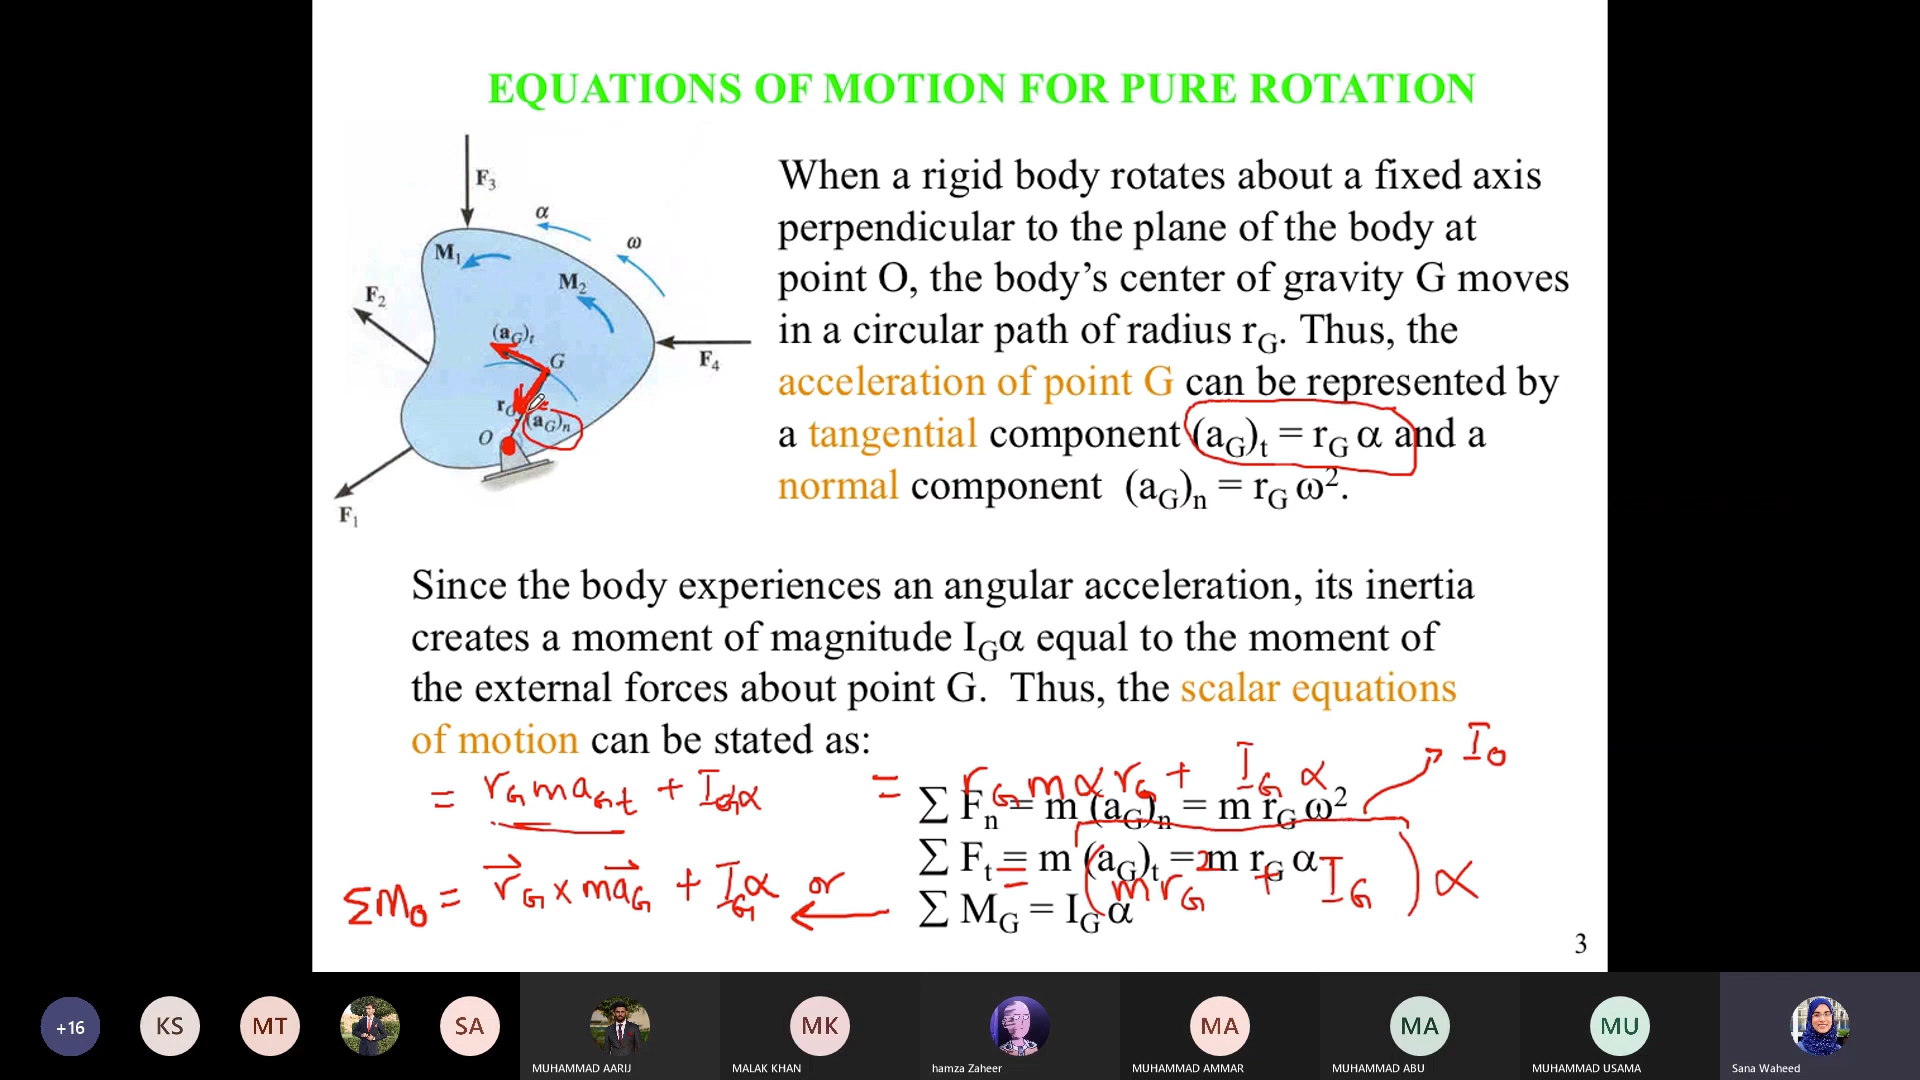 EQUATIONS OF MOTION FOR PURE ROTATION
F3
α
ω
M1
M2
F2
(aG)t
G
F4
rG
(aG)n
O
F1
When a rigid body rotates about a fixed axis
perpendicular to the plane of the body at
point O, the body’s center of gravity G moves
in a circular path of radius rG. Thus, the
acceleration of point G can be represented by
a tangential component (aG)t = rG α and a
normal component (aG)n = rG ω².
Since the body experiences an angular acceleration, its inertia
creates a moment of magnitude IGα equal to the moment of
the external forces about point G. Thus, the scalar equations
of motion can be stated as:
IO
= rG m aGt + IGα = rG m α rG + IG α
∑ Fn = m (aG)n = m rG ω²
∑ Ft = m (aG)t = m rG α
= (m rG² + IG) α
ΣMO = r⃗G × m a⃗G + IGα or
∑ MG = IG α
3
+16
KS
MT
SA
MK
MA
MA
MU
MUHAMMAD AARIJ
MALAK KHAN
hamza Zaheer
MUHAMMAD AMMAR
MUHAMMAD ABU
MUHAMMAD USAMA
Sana Waheed